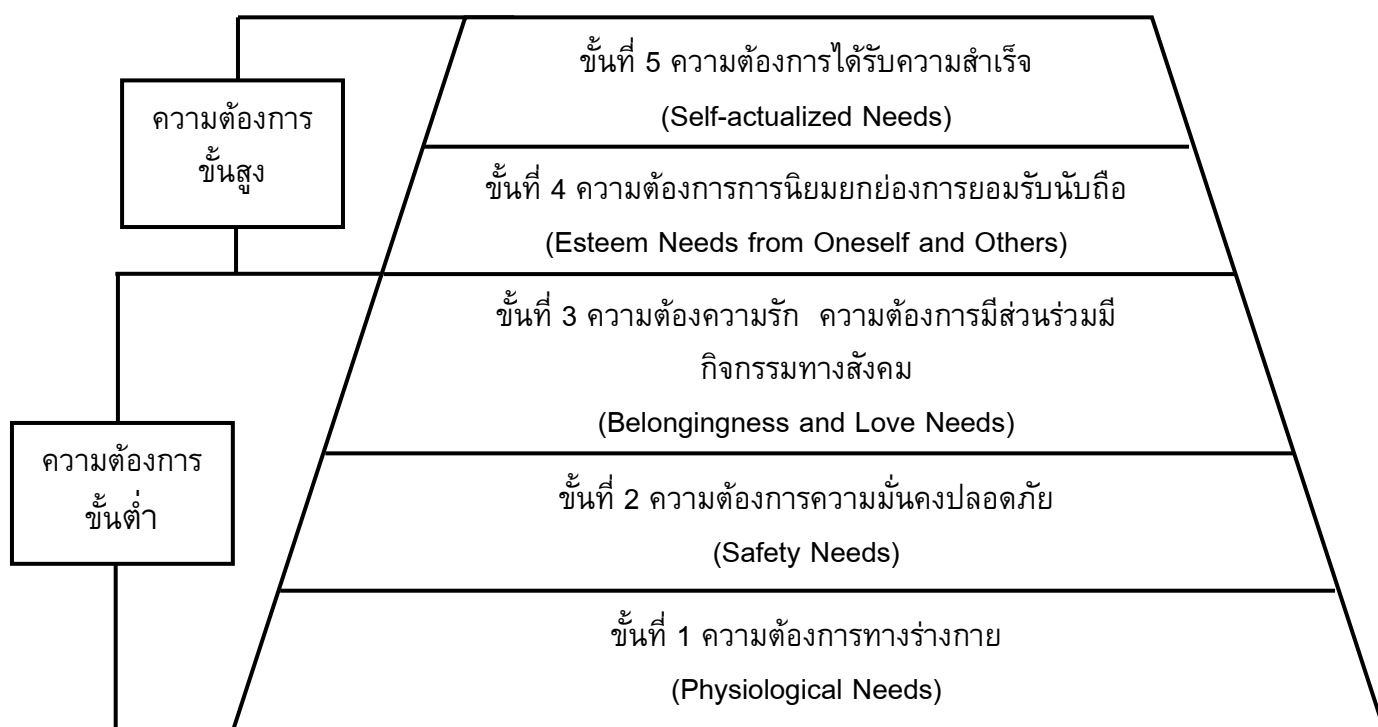 ขั้นที่ 5 ความต้องการได้รับความสำเร็จ
(Self-actualized Needs)
ความต้องการ
ขั้นสูง
ขั้นที่ 4 ความต้องการการนิยมยกย่องการยอมรับนับถือ
(Esteem Needs from Oneself and Others)
ขั้นที่ 3 ความต้องความรัก ความต้องการมีส่วนร่วมมี
กิจกรรมทางสังคม
(Belongingness and Love Needs)
ความต้องการ
ขั้นต่ำ
ขั้นที่ 2 ความต้องการความมั่นคงปลอดภัย
(Safety Needs)
ขั้นที่ 1 ความต้องการทางร่างกาย
(Physiological Needs)